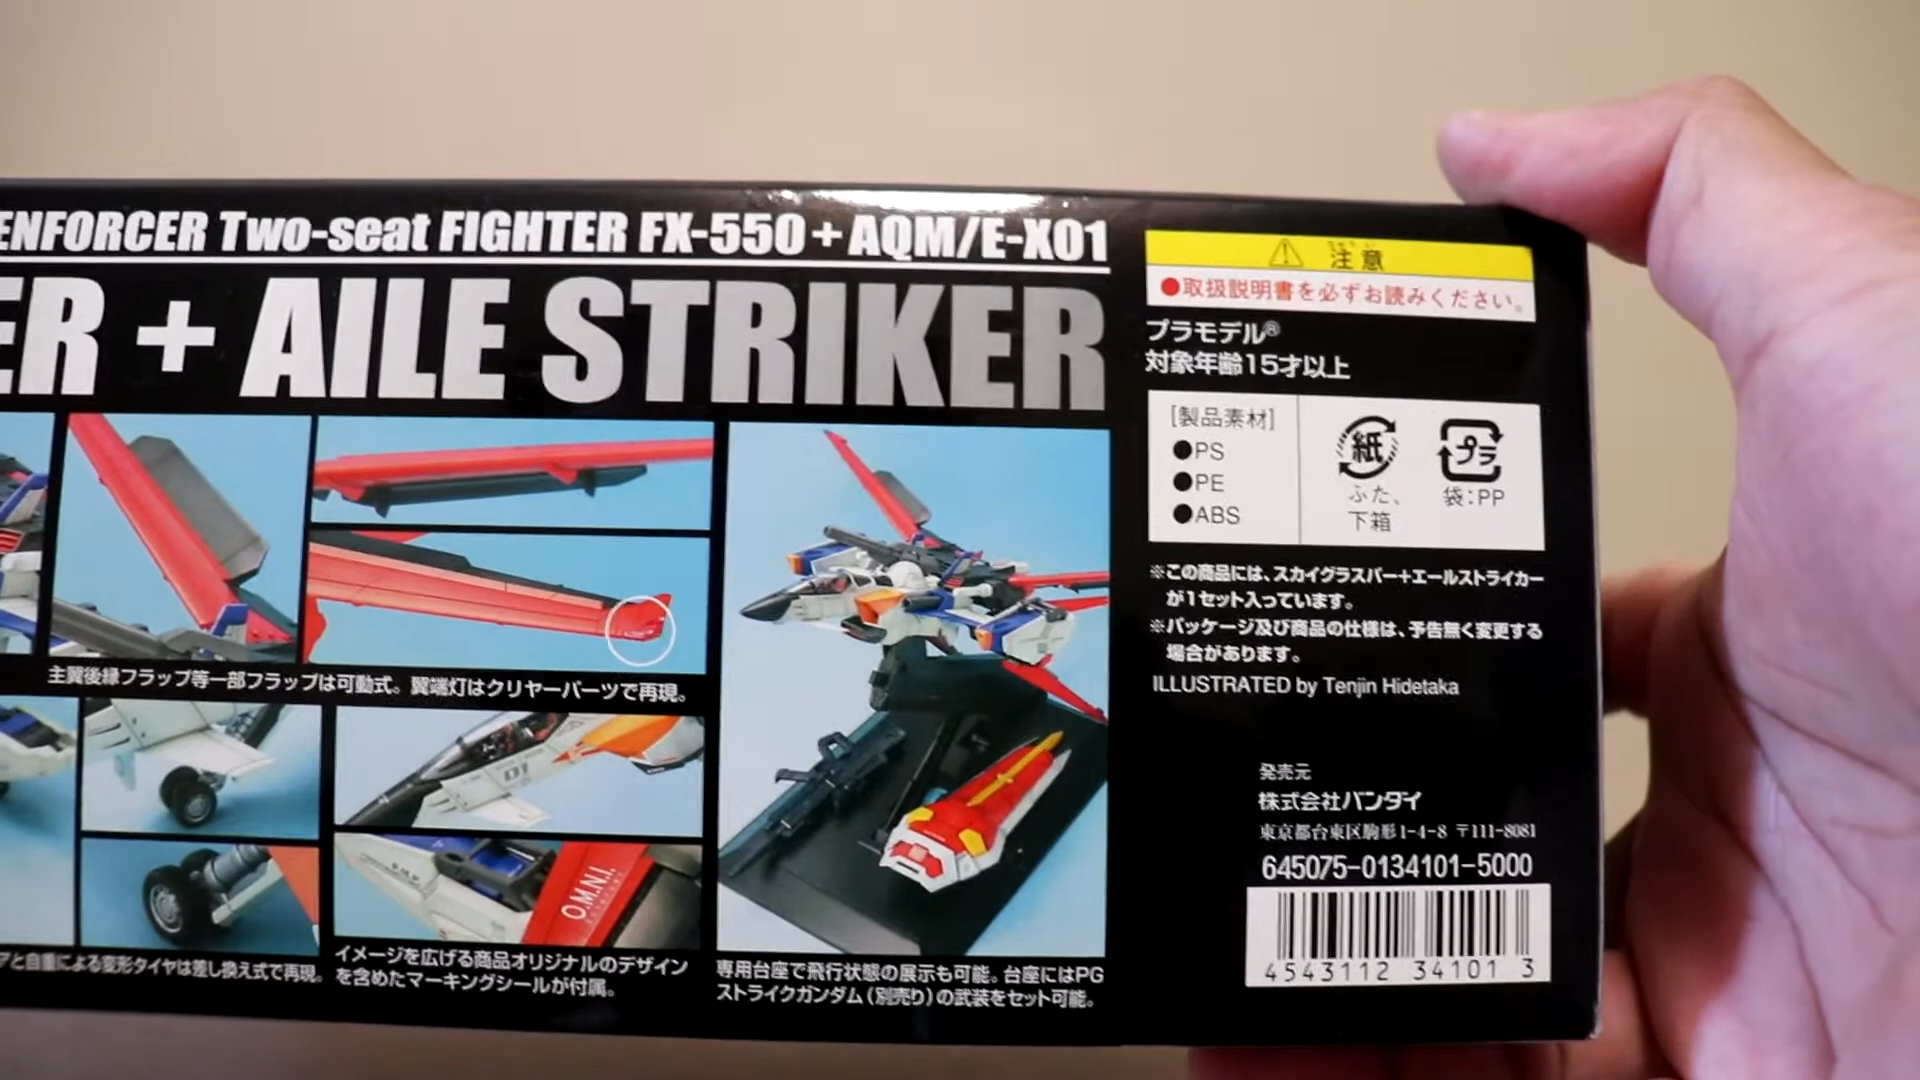 ENFORCER Two-seat FIGHTER FX-550 + AQM/E-X01
ER + AILE STRIKER
主翼後縁フラップ等一部フラップは可動式。翼端灯はクリヤーパーツで再現。
01
O.M.N.I.
アと自重による変形タイヤは差し換え式で再現。
イメージを広げる商品オリジナルのデザイン
を含めたマーキングシールが付属。
専用台座で飛行状態の展示も可能。台座にはPG
ストライクガンダム(別売り)の武装をセット可能。
注意
●取扱説明書を必ずお読みください。
プラモデル®
対象年齢15才以上
[製品素材]
●PS
●PE
●ABS
紙
ふた、
下箱
プラ
袋:PP
※この商品には、スカイグラスパー+エールストライカー
が1セット入っています。
※パッケージ及び商品の仕様は、予告無く変更する
場合があります。
ILLUSTRATED by Tenjin Hidetaka
発売元
株式会社バンダイ
東京都台東区駒形1-4-8 〒111-8081
645075-0134101-5000
4543112 34101 3